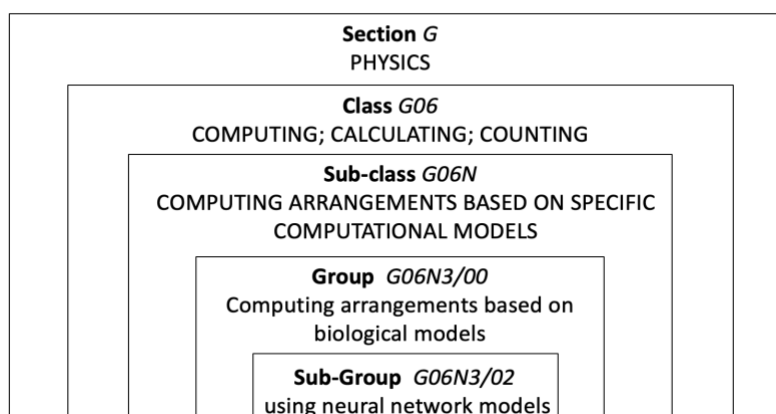 Section G
PHYSICS
Class G06
COMPUTING; CALCULATING; COUNTING
Sub-class G06N
COMPUTING ARRANGEMENTS BASED ON SPECIFIC
COMPUTATIONAL MODELS
Group G06N3/00
Computing arrangements based on
biological models
Sub-Group G06N3/02
using neural network models